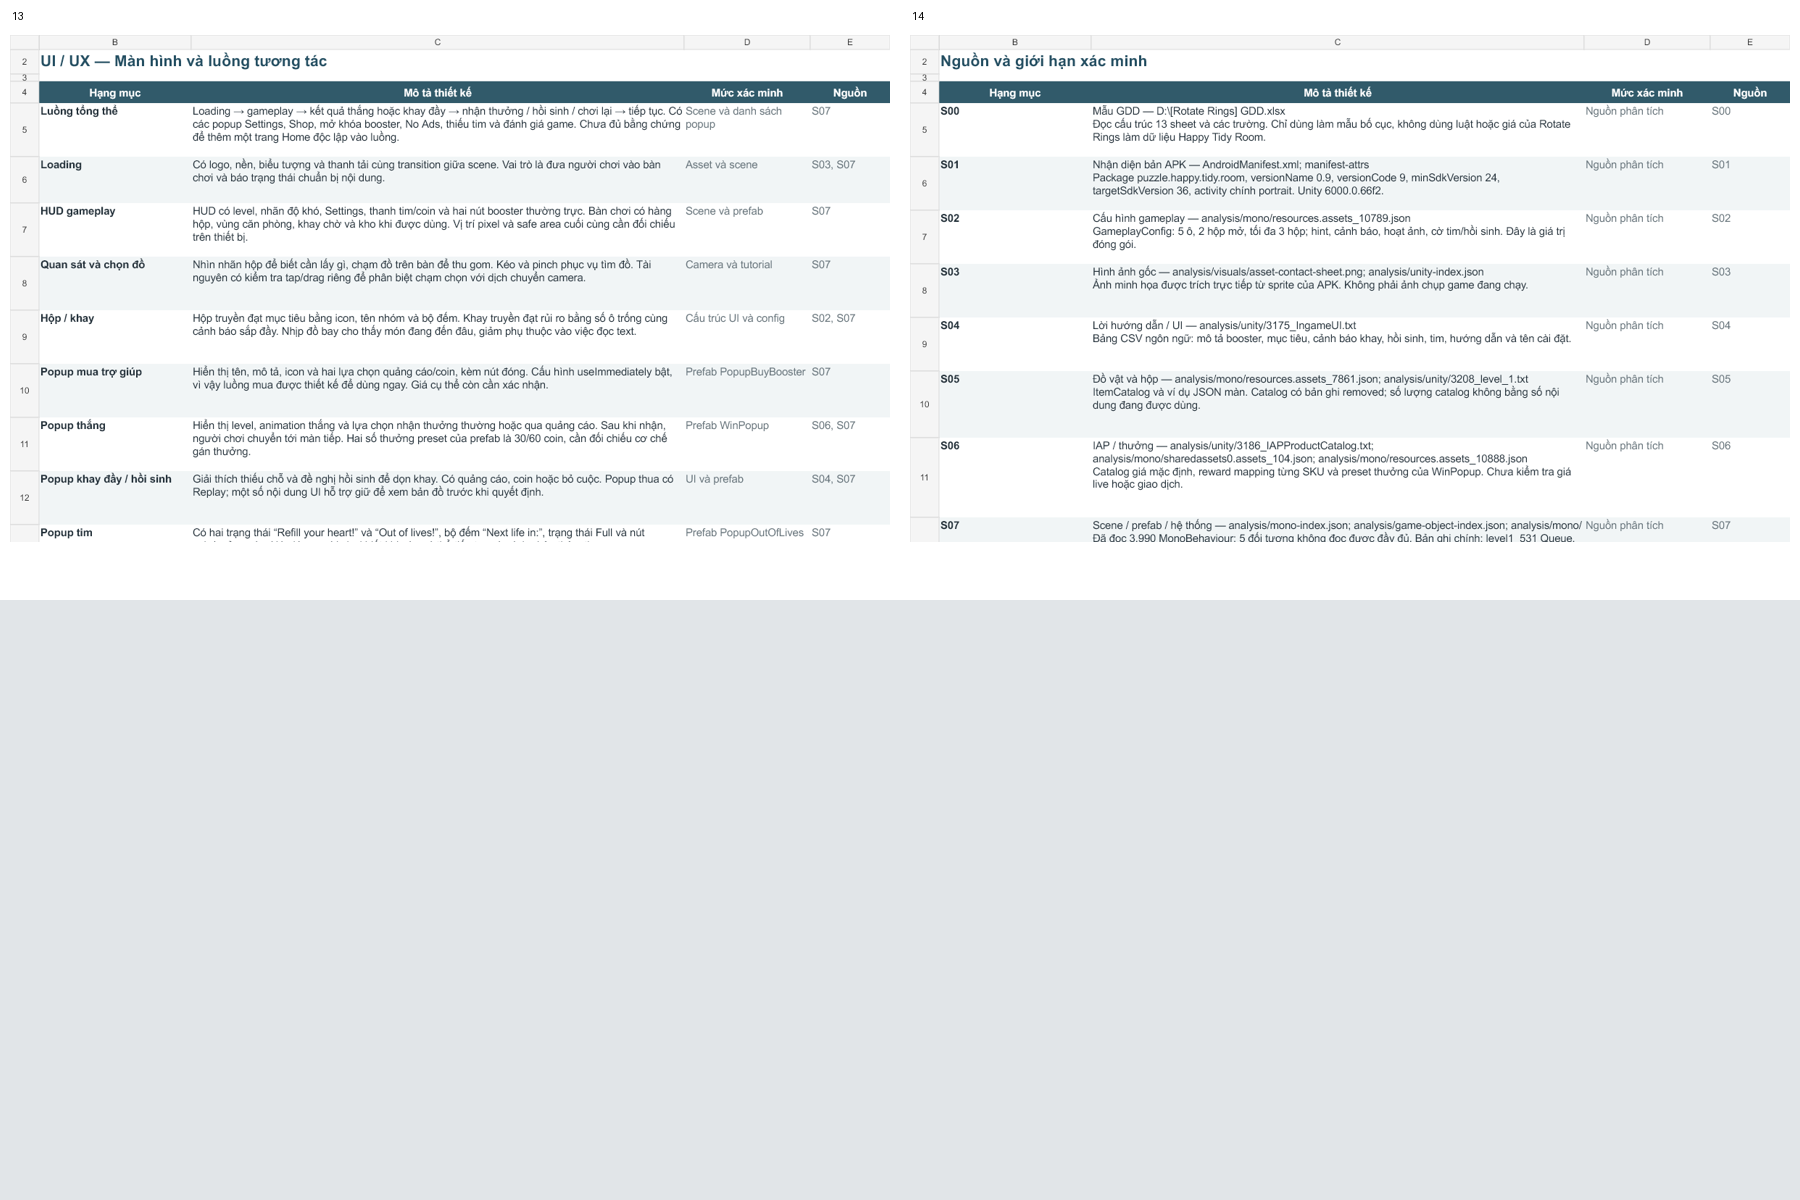 13
B C D E
2 UI / UX — Màn hình và luồng tương tác
3
4 Hạng mục Mô tả thiết kế Mức xác minh Nguồn
5 Luồng tổng thể Loading → gameplay → kết quả thắng hoặc khay đầy → nhận thưởng / hồi sinh / chơi lại → tiếp tục. Có Scene và danh sách S07
các popup Settings, Shop, mở khóa booster, No Ads, thiếu tim và đánh giá game. Chưa đủ bằng chứng popup
để thêm một trang Home độc lập vào luồng.
6 Loading Có logo, nền, biểu tượng và thanh tải cùng transition giữa scene. Vai trò là đưa người chơi vào bàn Asset và scene S03, S07
chơi và báo trạng thái chuẩn bị nội dung.
7 HUD gameplay HUD có level, nhãn độ khó, Settings, thanh tim/coin và hai nút booster thường trực. Bàn chơi có hàng Scene và prefab S07
hộp, vùng căn phòng, khay chờ và kho khi được dùng. Vị trí pixel và safe area cuối cùng cần đối chiếu
trên thiết bị.
8 Quan sát và chọn đồ Nhìn nhãn hộp để biết cần lấy gì, chạm đồ trên bàn để thu gom. Kéo và pinch phục vụ tìm đồ. Tài Camera và tutorial S07
nguyên có kiểm tra tap/drag riêng để phân biệt chạm chọn với dịch chuyển camera.
9 Hộp / khay Hộp truyền đạt mục tiêu bằng icon, tên nhóm và bộ đếm. Khay truyền đạt rủi ro bằng số ô trống cùng Cấu trúc UI và config S02, S07
cảnh báo sắp đầy. Nhịp đồ bay cho thấy món đang đến đâu, giảm phụ thuộc vào việc đọc text.
10 Popup mua trợ giúp Hiển thị tên, mô tả, icon và hai lựa chọn quảng cáo/coin, kèm nút đóng. Cấu hình useImmediately bật, Prefab PopupBuyBooster S07
vì vậy luồng mua được thiết kế để dùng ngay. Giá cụ thể còn cần xác nhận.
11 Popup thắng Hiển thị level, animation thắng và lựa chọn nhận thưởng thường hoặc qua quảng cáo. Sau khi nhận, Prefab WinPopup S06, S07
người chơi chuyển tới màn tiếp. Hai số thưởng preset của prefab là 30/60 coin, cần đối chiếu cơ chế
gán thưởng.
12 Popup khay đầy / hồi sinh Giải thích thiếu chỗ và đề nghị hồi sinh để dọn khay. Có quảng cáo, coin hoặc bỏ cuộc. Popup thua có UI và prefab S04, S07
Replay; một số nội dung UI hỗ trợ giữ để xem bản đồ trước khi quyết định.
Popup tim Có hai trạng thái “Refill your heart!” và “Out of lives!”, bộ đếm “Next life in:”, trạng thái Full và nút Prefab PopupOutOfLives S07
14
B C D E
2 Nguồn và giới hạn xác minh
3
4 Hạng mục Mô tả thiết kế Mức xác minh Nguồn
5 S00 Mẫu GDD — D:\[Rotate Rings] GDD.xlsx Nguồn phân tích S00
Đọc cấu trúc 13 sheet và các trường. Chỉ dùng làm mẫu bố cục, không dùng luật hoặc giá của Rotate
Rings làm dữ liệu Happy Tidy Room.
6 S01 Nhận diện bản APK — AndroidManifest.xml; manifest-attrs Nguồn phân tích S01
Package puzzle.happy.tidy.room, versionName 0.9, versionCode 9, minSdkVersion 24,
targetSdkVersion 36, activity chính portrait. Unity 6000.0.66f2.
7 S02 Cấu hình gameplay — analysis/mono/resources.assets_10789.json Nguồn phân tích S02
GameplayConfig: 5 ô, 2 hộp mở, tối đa 3 hộp; hint, cảnh báo, hoạt ảnh, cờ tim/hồi sinh. Đây là giá trị
đóng gói.
8 S03 Hình ảnh gốc — analysis/visuals/asset-contact-sheet.png; analysis/unity-index.json Nguồn phân tích S03
Ảnh minh họa được trích trực tiếp từ sprite của APK. Không phải ảnh chụp game đang chạy.
9 S04 Lời hướng dẫn / UI — analysis/unity/3175_IngameUI.txt Nguồn phân tích S04
Bảng CSV ngôn ngữ: mô tả booster, mục tiêu, cảnh báo khay, hồi sinh, tim, hướng dẫn và tên cài đặt.
10 S05 Đồ vật và hộp — analysis/mono/resources.assets_7861.json; analysis/unity/3208_level_1.txt Nguồn phân tích S05
ItemCatalog và ví dụ JSON màn. Catalog có bản ghi removed; số lượng catalog không bằng số nội
dung đang được dùng.
11 S06 IAP / thưởng — analysis/unity/3186_IAPProductCatalog.txt; Nguồn phân tích S06
analysis/mono/sharedassets0.assets_104.json; analysis/mono/resources.assets_10888.json
Catalog giá mặc định, reward mapping từng SKU và preset thưởng của WinPopup. Chưa kiểm tra giá
live hoặc giao dịch.
S07 Scene / prefab / hệ thống — analysis/mono-index.json; analysis/game-object-index.json; analysis/mono/ Nguồn phân tích S07
Đã đọc 3.990 MonoBehaviour; 5 đối tượng không đọc được đầy đủ. Bản ghi chính: level1_531 Queue,